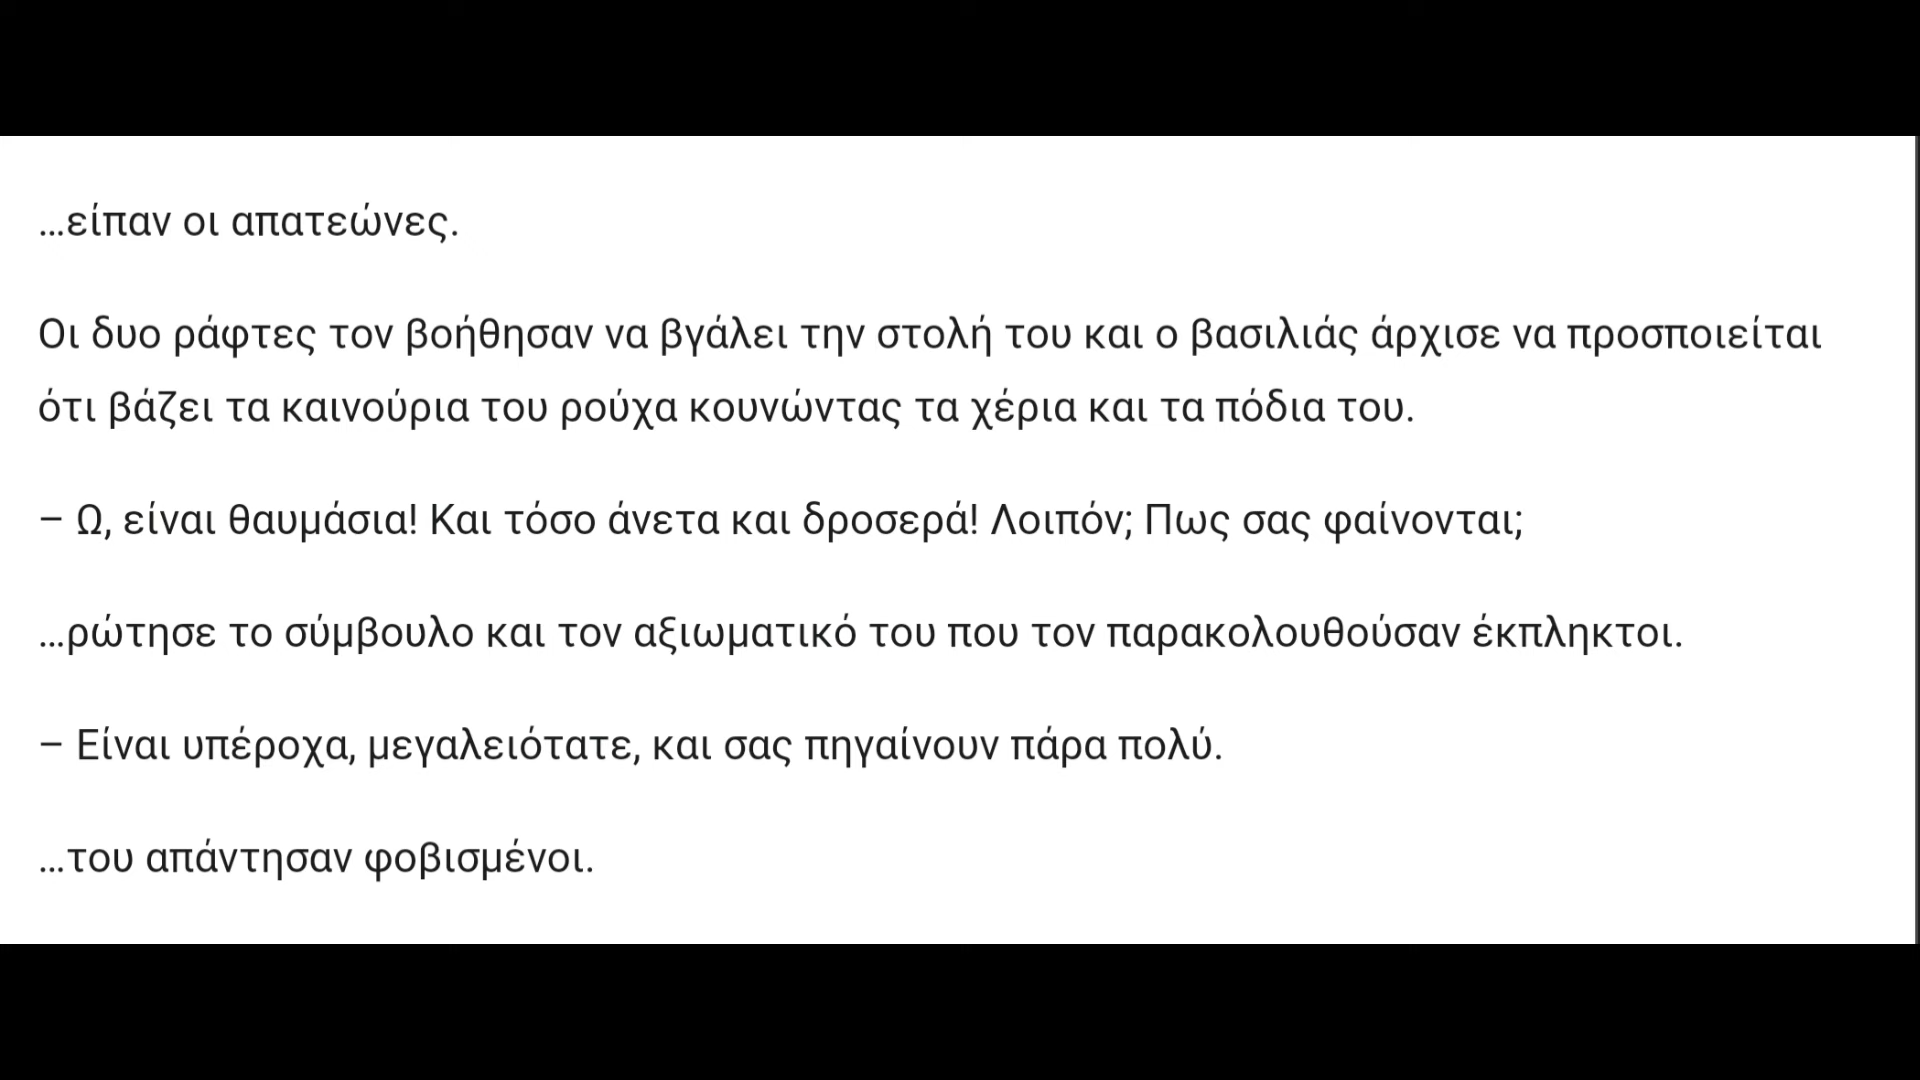 …είπαν οι απατεώνες.
Οι δυο ράφτες τον βοήθησαν να βγάλει την στολή του και ο βασιλιάς άρχισε να προσποιείται
ότι βάζει τα καινούρια του ρούχα κουνώντας τα χέρια και τα πόδια του.
– Ω, είναι θαυμάσια! Και τόσο άνετα και δροσερά! Λοιπόν; Πως σας φαίνονται;
…ρώτησε το σύμβουλο και τον αξιωματικό του που τον παρακολουθούσαν έκπληκτοι.
– Είναι υπέροχα, μεγαλειότατε, και σας πηγαίνουν πάρα πολύ.
…του απάντησαν φοβισμένοι.